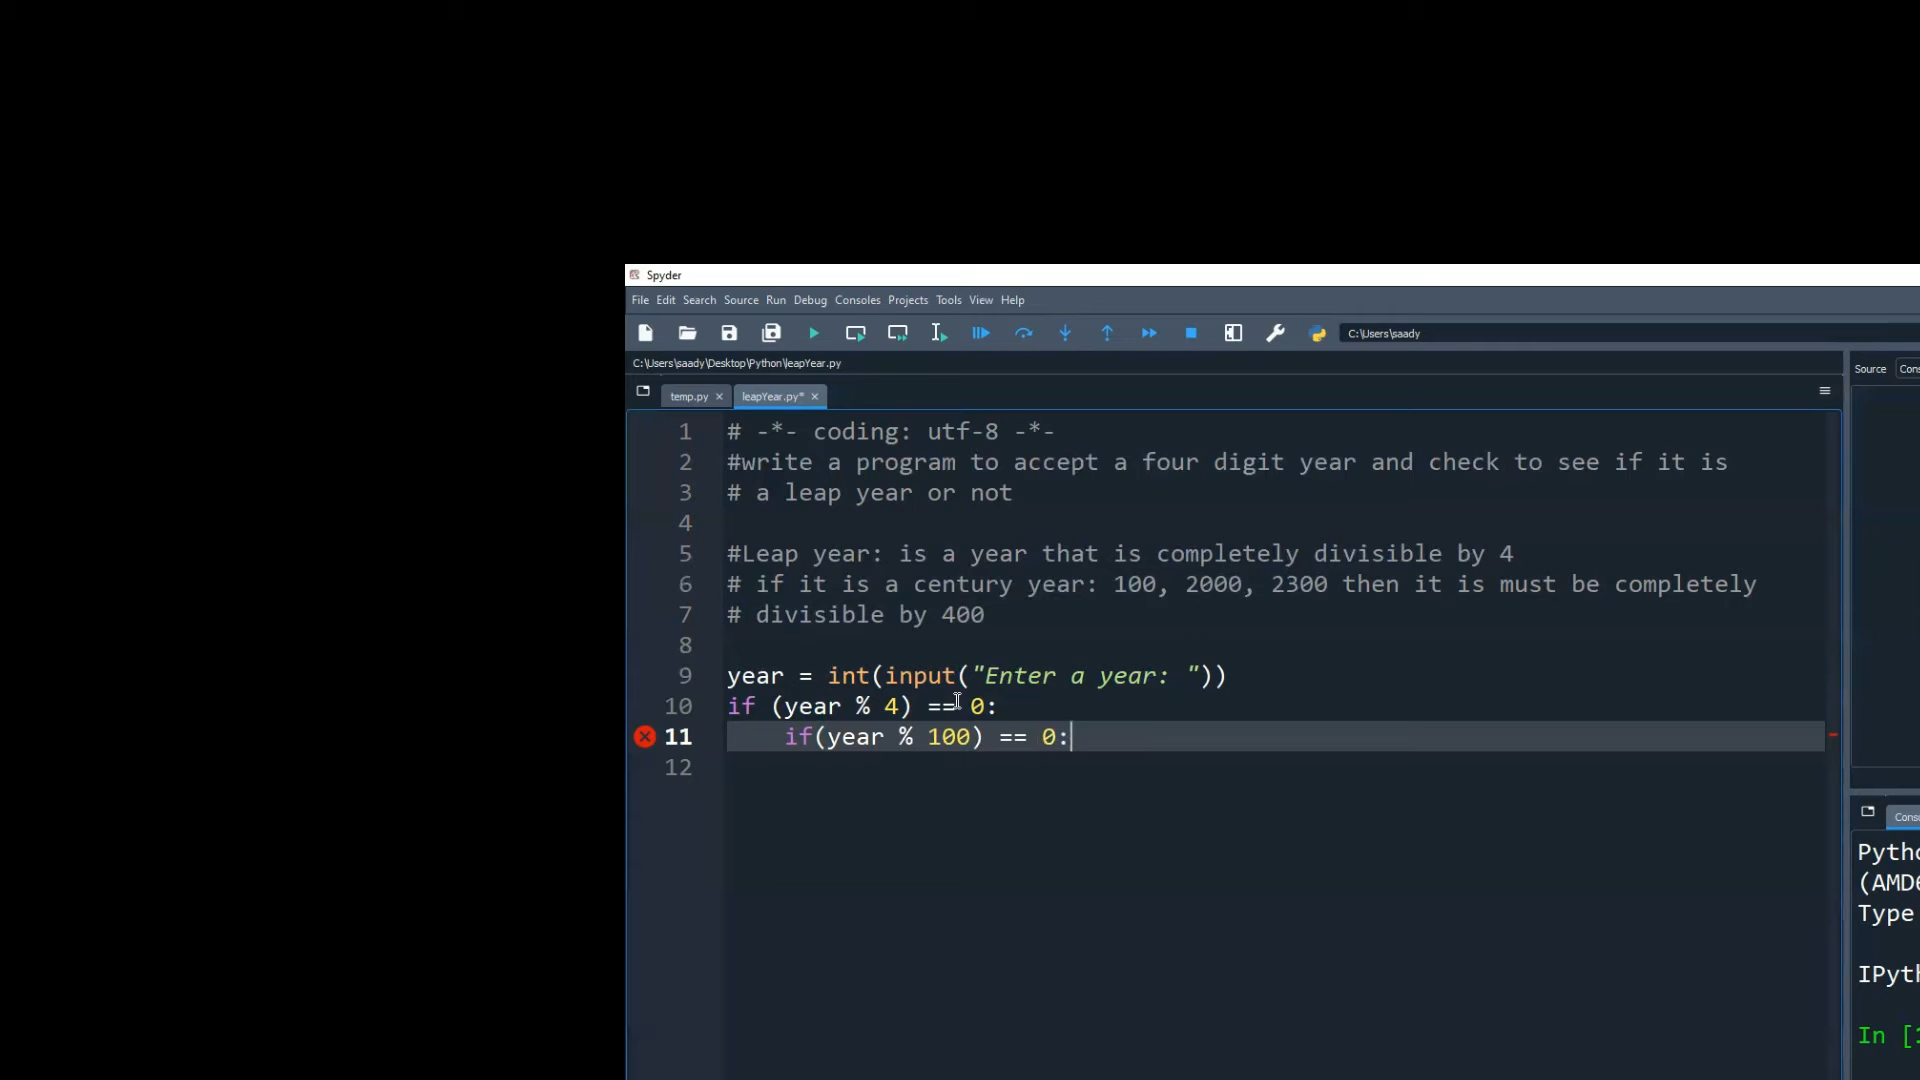 Spyder
File Edit Search Source Run Debug Consoles Projects Tools View Help
C:\Users\saady
C:\Users\saady\Desktop\Python\leapYear.py
Source
temp.py leapYear.py*
1 # -*- coding: utf-8 -*-
2 #write a program to accept a four digit year and check to see if it is
3 # a leap year or not
4
5 #Leap year: is a year that is completely divisible by 4
6 # if it is a century year: 100, 2000, 2300 then it is must be completely
7 # divisible by 400
8
9 year = int(input("Enter a year: "))
10 if (year % 4) == 0:
11 if(year % 100) == 0:
12
Type
In [